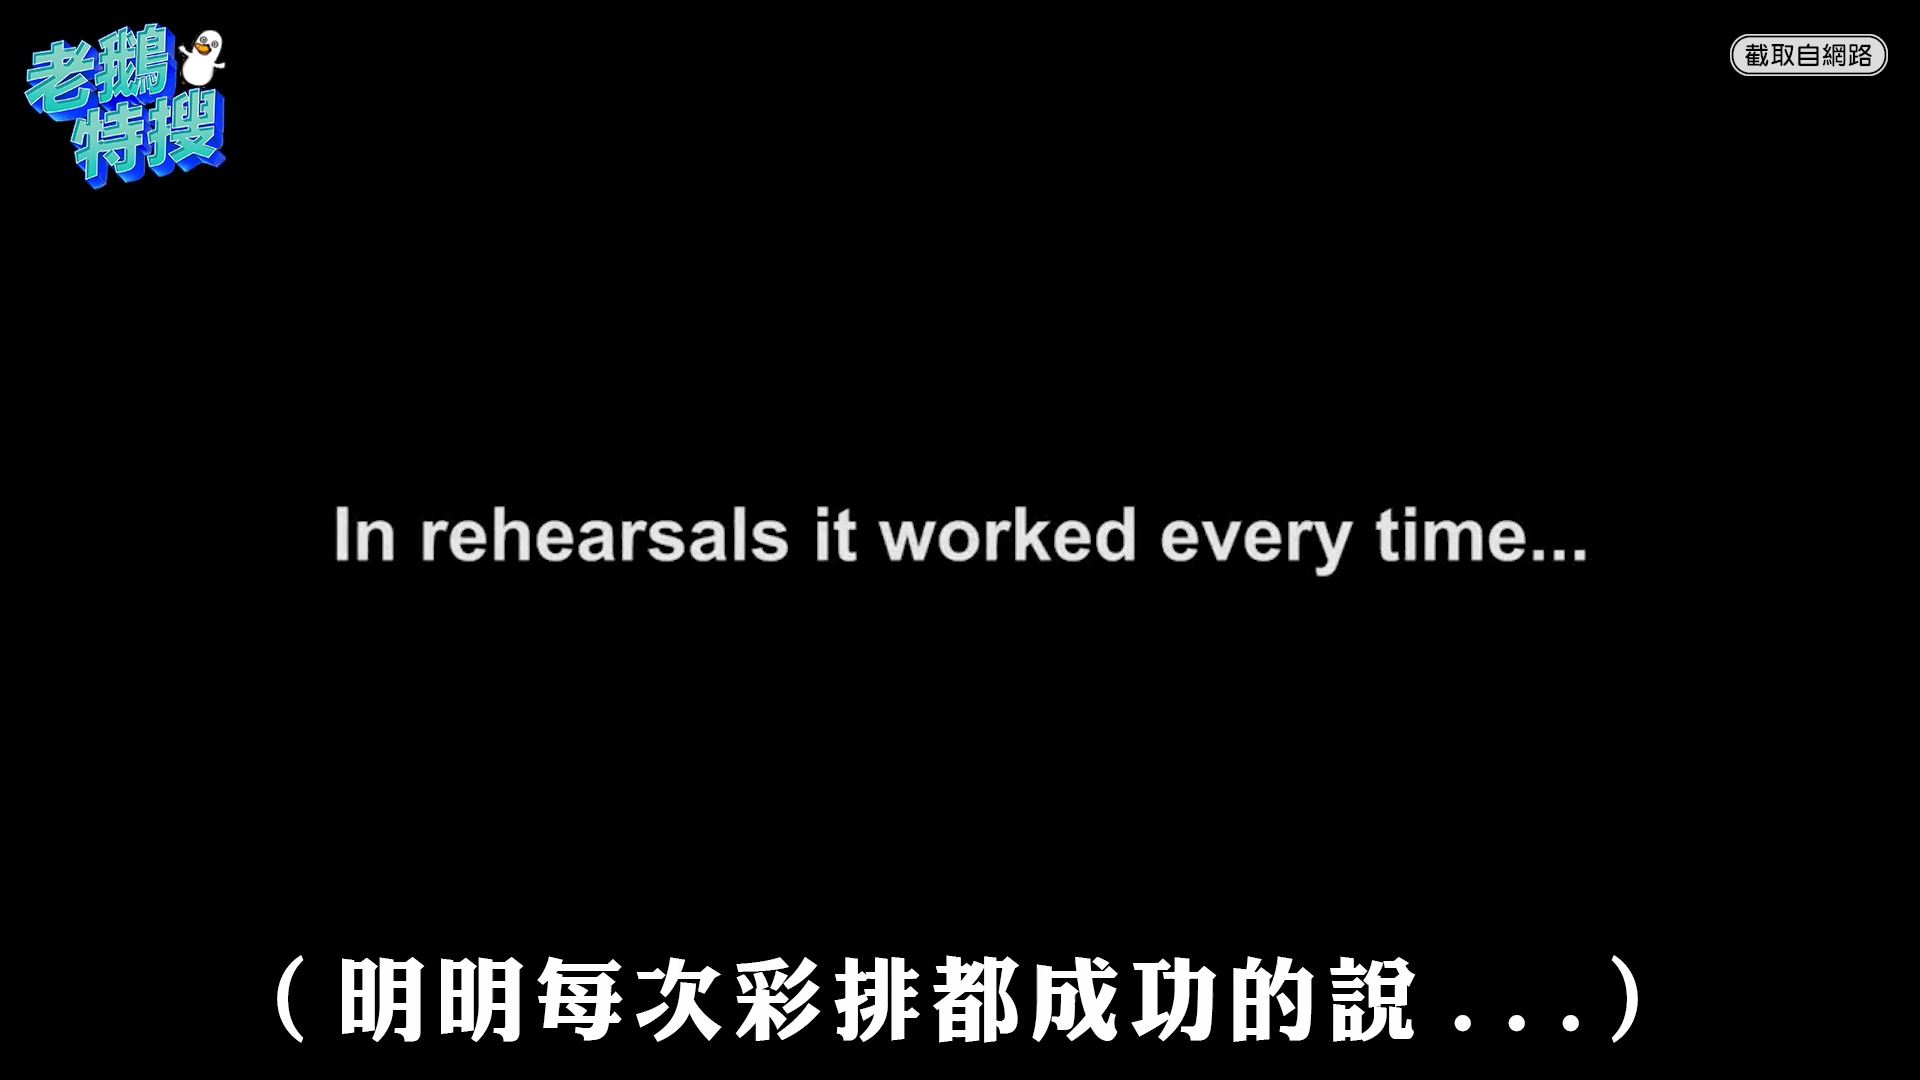 老鵝
特搜
截取自網路
In rehearsals it worked every time...
（明明每次彩排都成功的說...）